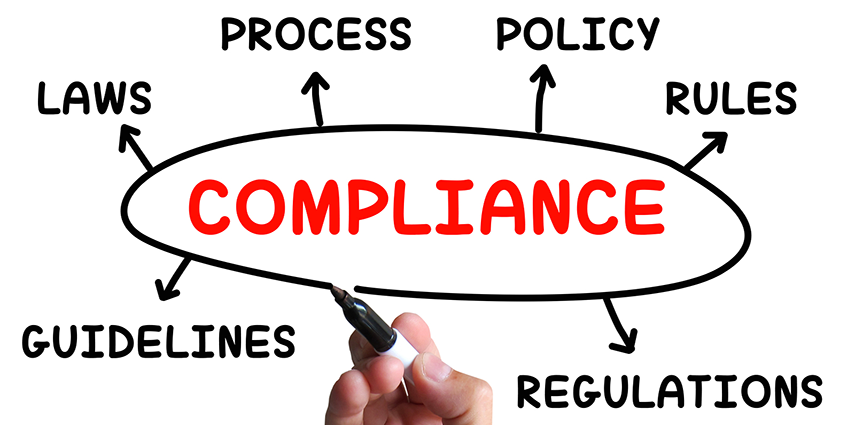 PROCESS
POLICY
LAWS
RULES
COMPLIANCE
GUIDELINES
REGULATIONS